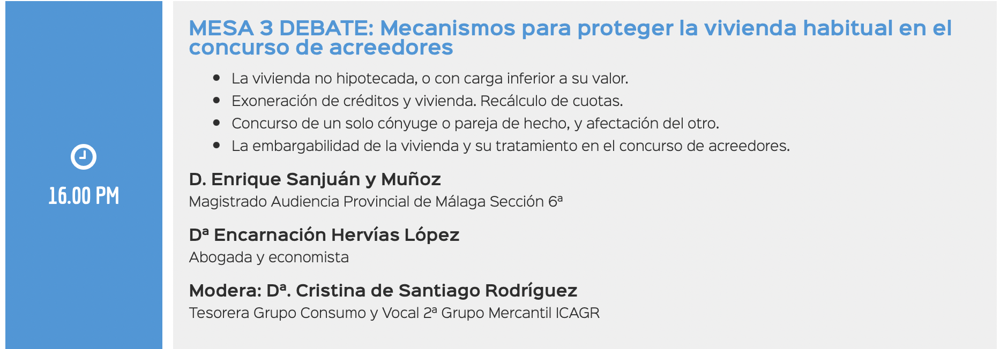 16.00 PM
MESA 3 DEBATE: Mecanismos para proteger la vivienda habitual en el
concurso de acreedores
• La vivienda no hipotecada, o con carga inferior a su valor.
• Exoneración de créditos y vivienda. Recálculo de cuotas.
• Concurso de un solo cónyuge o pareja de hecho, y afectación del otro.
• La embargabilidad de la vivienda y su tratamiento en el concurso de acreedores.
D. Enrique Sanjuán y Muñoz
Magistrado Audiencia Provincial de Málaga Sección 6ª
Dª Encarnación Hervías López
Abogada y economista
Modera: Dª. Cristina de Santiago Rodríguez
Tesorera Grupo Consumo y Vocal 2ª Grupo Mercantil ICAGR